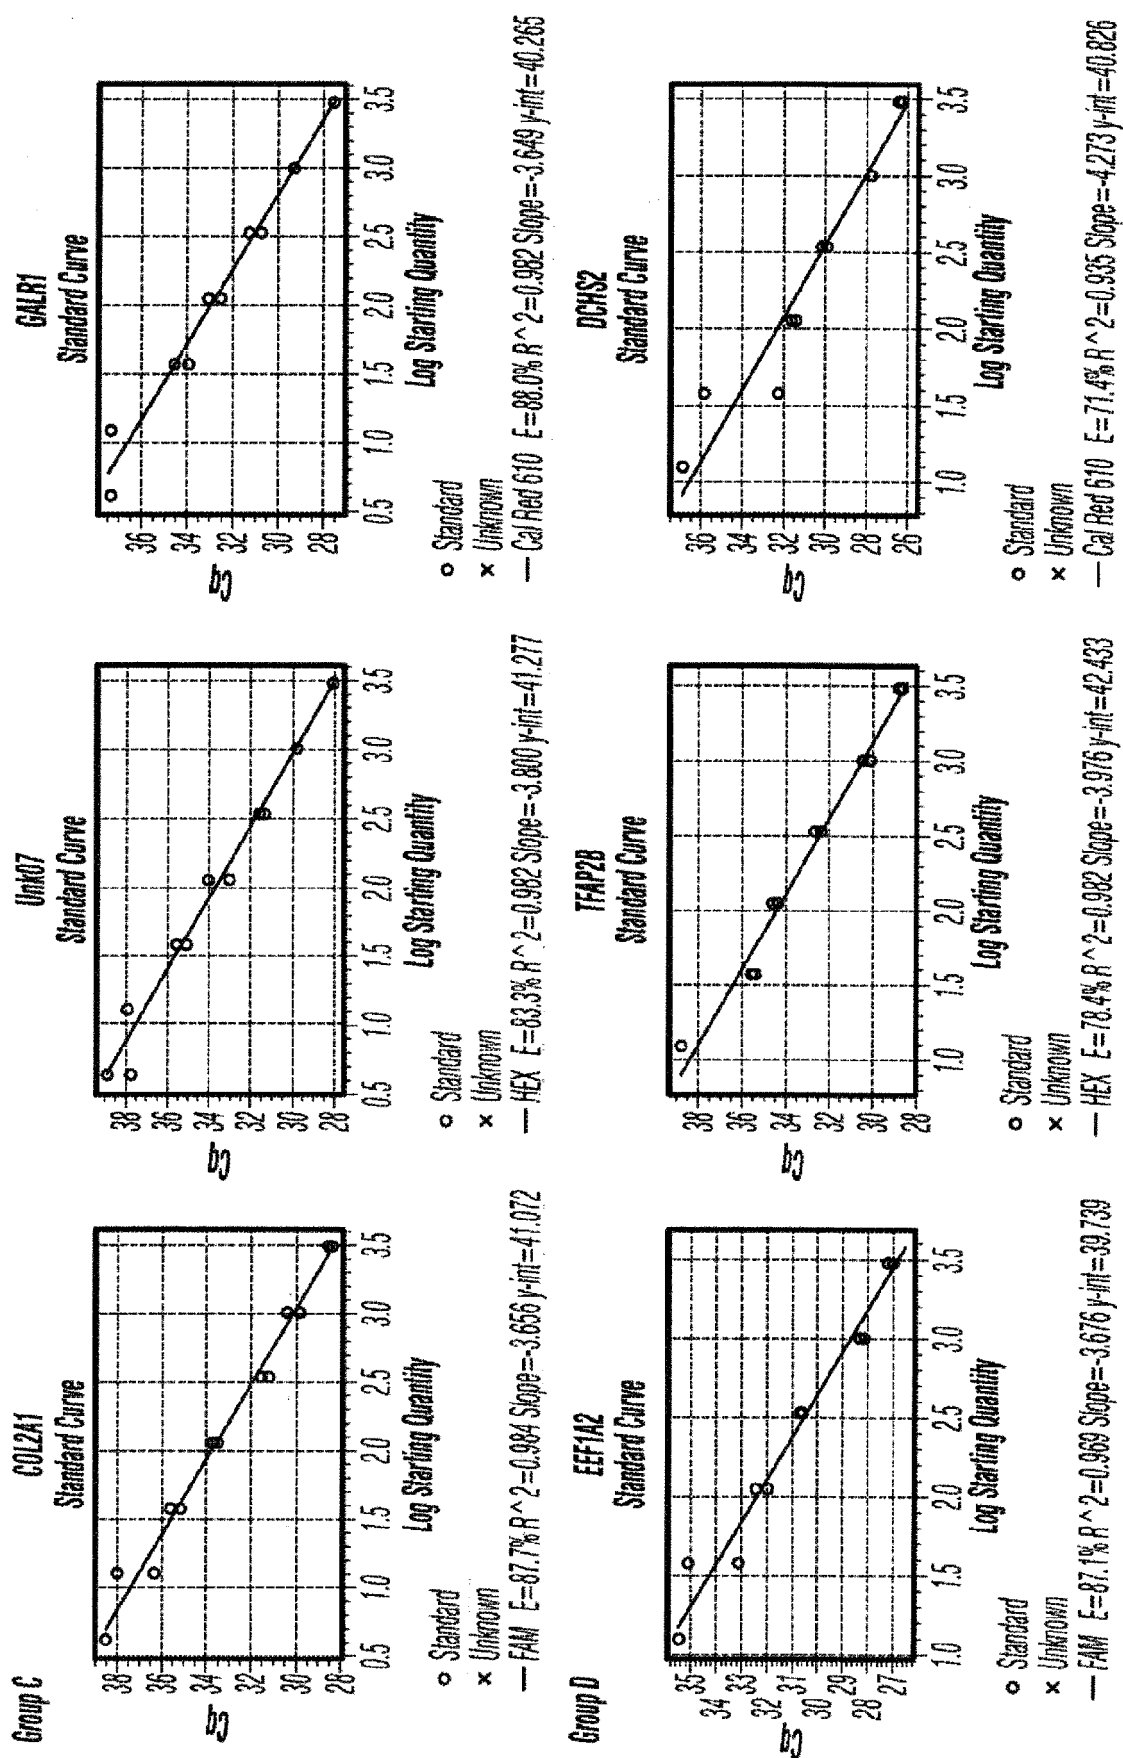 Group C
COL2A1
Standard Curve
Cq
38
36
34
32
30
28
0.5 1.0 1.5 2.0 2.5 3.0 3.5
Log Starting Quantity
o Standard
x Unknown
— FAM E=87.7% R^2=0.984 Slope=-3.656 y-int=41.072
Unk07
Standard Curve
Cq
38
36
34
32
30
28
0.5 1.0 1.5 2.0 2.5 3.0 3.5
Log Starting Quantity
o Standard
x Unknown
— HEX E=83.3% R^2=0.982 Slope=-3.800 y-int=41.277
GALR1
Standard Curve
Cq
36
34
32
30
28
0.5 1.0 1.5 2.0 2.5 3.0 3.5
Log Starting Quantity
o Standard
x Unknown
— Cal Red 610 E=88.0% R^2=0.982 Slope=-3.649 y-int=40.265
Group D
EEF1A2
Standard Curve
Cq
35
34
33
32
31
30
29
28
27
1.0 1.5 2.0 2.5 3.0 3.5
Log Starting Quantity
o Standard
x Unknown
— FAM E=87.1% R^2=0.969 Slope=-3.676 y-int=39.739
TFAP2B
Standard Curve
Cq
38
36
34
32
30
28
1.0 1.5 2.0 2.5 3.0 3.5
Log Starting Quantity
o Standard
x Unknown
— HEX E=78.4% R^2=0.982 Slope=-3.976 y-int=42.433
DCHS2
Standard Curve
Cq
36
34
32
30
28
26
1.0 1.5 2.0 2.5 3.0 3.5
Log Starting Quantity
o Standard
x Unknown
— Cal Red 610 E=71.4% R^2=0.935 Slope=-4.273 y-int=40.826